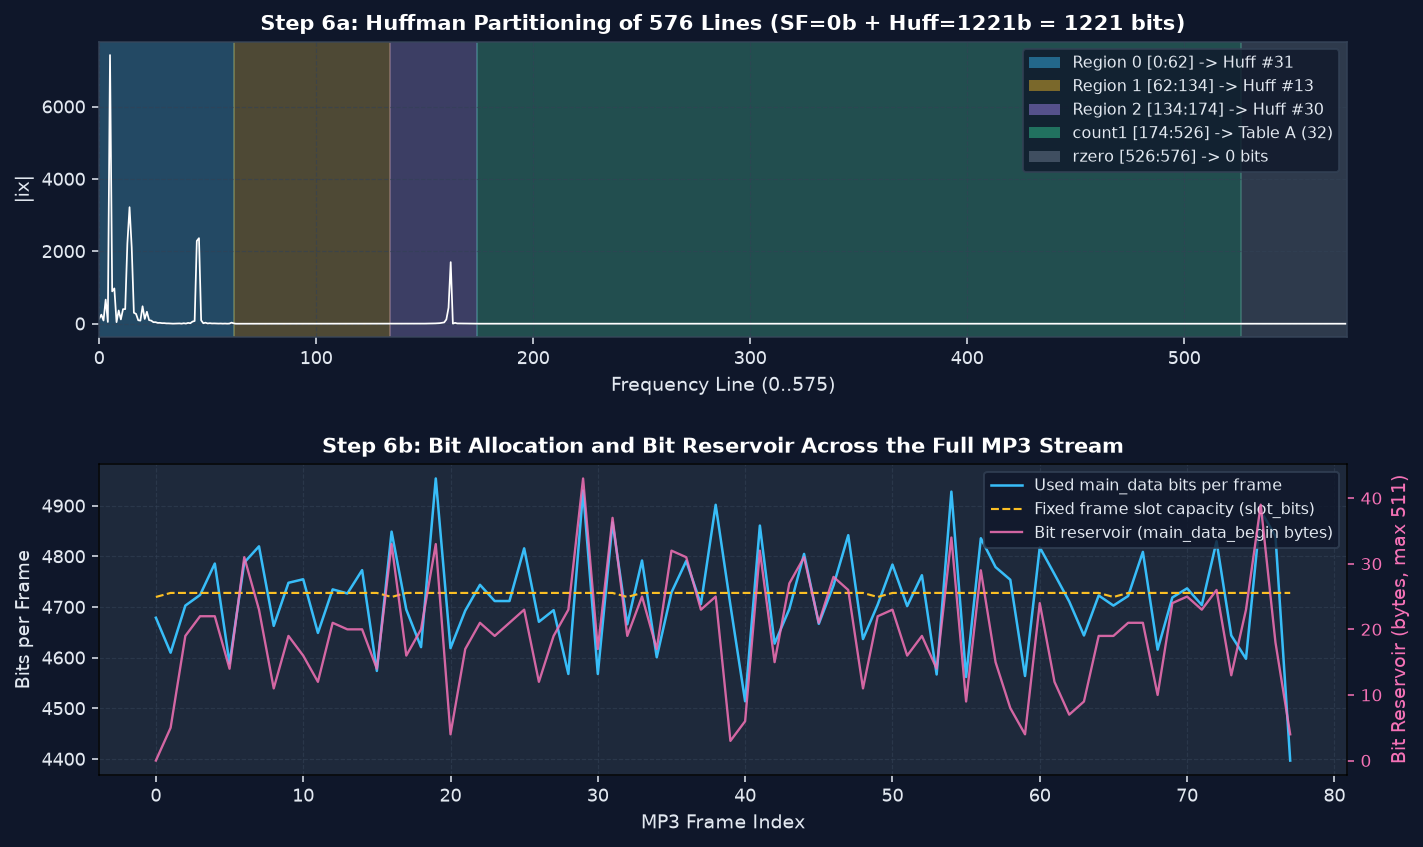 Step 6a: Huffman Partitioning of 576 Lines (SF=0b + Huff=1221b = 1221 bits)
Region 0 [0:62] -> Huff #31
Region 1 [62:134] -> Huff #13
Region 2 [134:174] -> Huff #30
count1 [174:526] -> Table A (32)
rzero [526:576] -> 0 bits
|ix|
6000
4000
2000
0
0 100 200 300 400 500
Frequency Line (0..575)
Step 6b: Bit Allocation and Bit Reservoir Across the Full MP3 Stream
Used main_data bits per frame
Fixed frame slot capacity (slot_bits)
Bit reservoir (main_data_begin bytes)
Bits per Frame
4900
4800
4700
4600
4500
4400
Bit Reservoir (bytes, max 511)
40
30
20
10
0
0 10 20 30 40 50 60 70 80
MP3 Frame Index